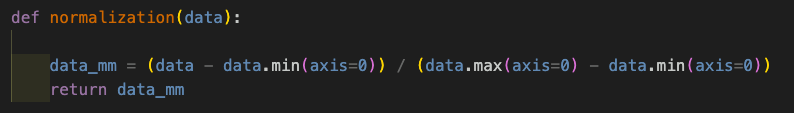 def normalization(data):
    data_mm = (data - data.min(axis=0)) / (data.max(axis=0) - data.min(axis=0))
    return data_mm